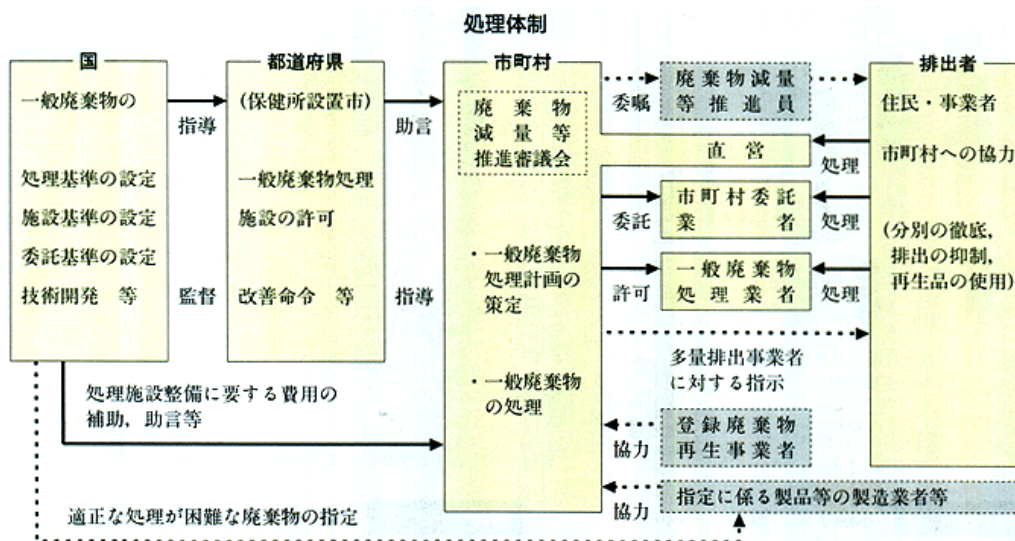 処理体制
国
一般廃棄物の
処理基準の設定
施設基準の設定
委託基準の設定
技術開発 等
指導
監督
都道府県
(保健所設置市)
一般廃棄物処理
施設の許可
改善命令 等
助言
指導
市町村
廃棄物
減量等
推進審議会
・一般廃棄物
処理計画の
策定
・一般廃棄物
の処理
委嘱
廃棄物減量
等推進員
直営
処理
委託
市町村委託
業者
処理
許可
一般廃棄物
処理業者
処理
多量排出事業者
に対する指示
協力
登録廃棄物
再生事業者
協力
指定に係る製品等の製造業者等
排出者
住民・事業者
市町村への協力
(分別の徹底,
排出の抑制,
再生品の使用)
処理施設整備に要する費用の
補助, 助言等
適正な処理が困難な廃棄物の指定